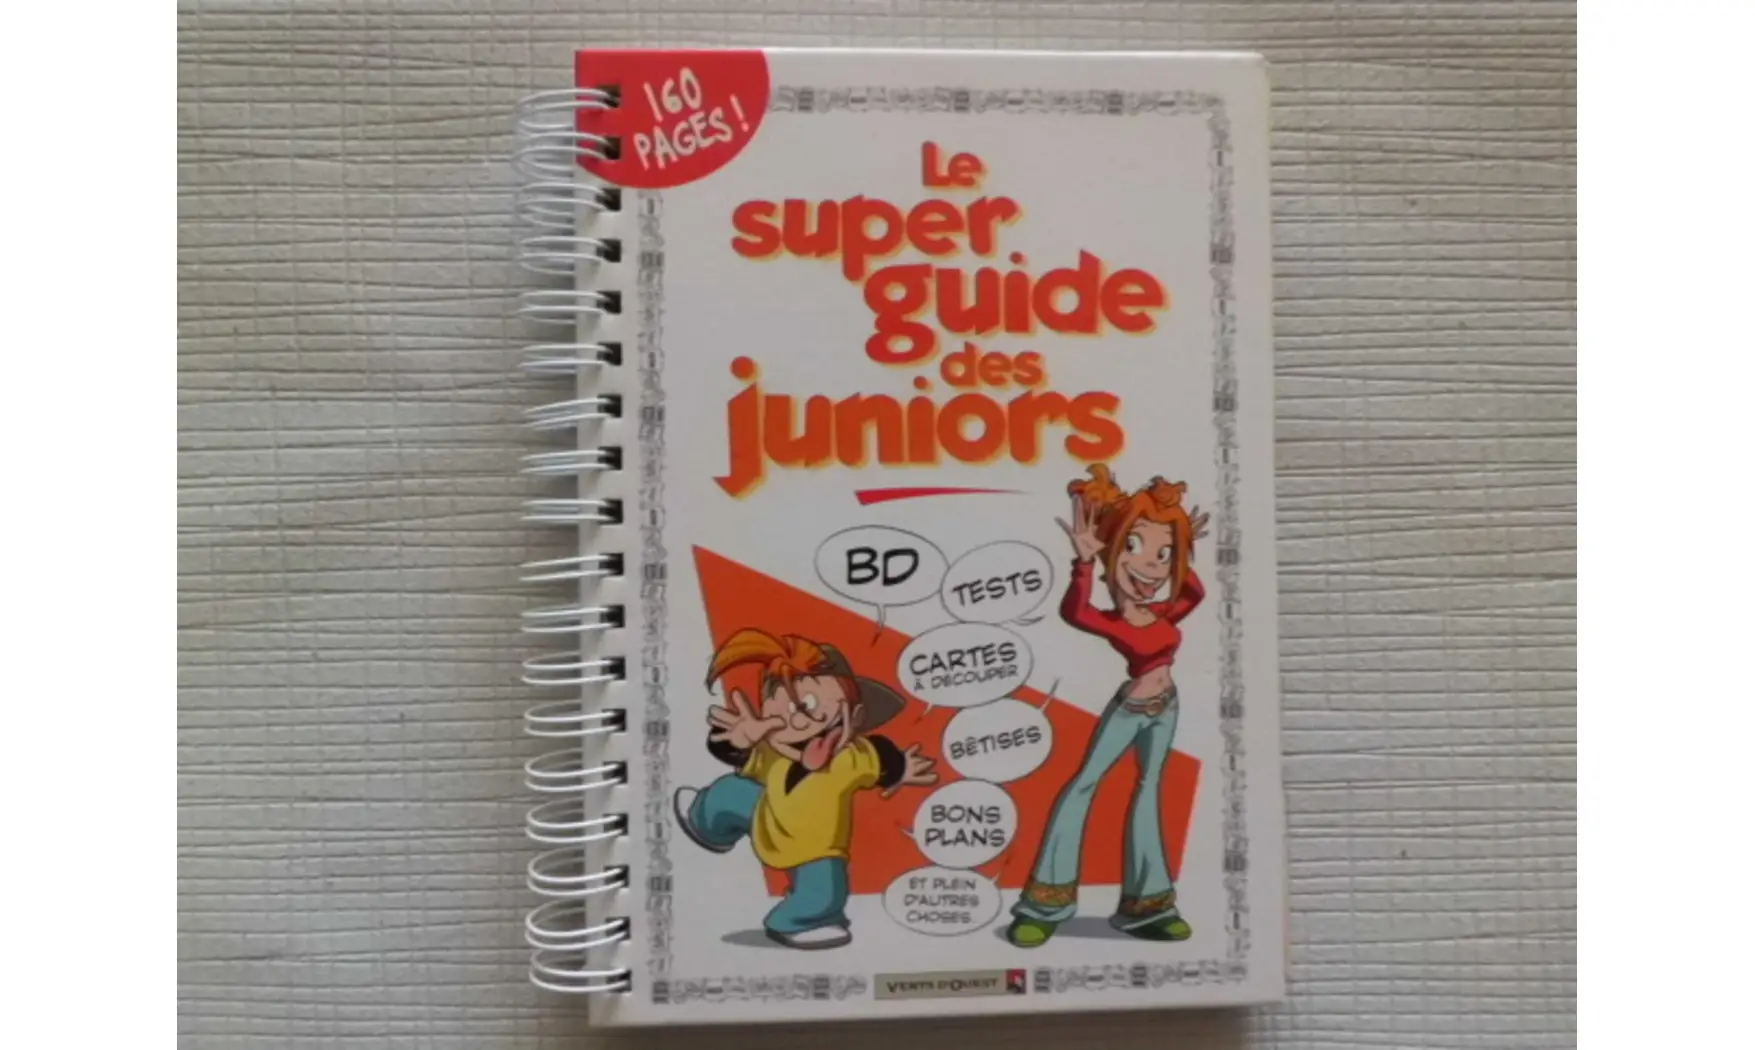 160
PAGES!
Le
super
guide
des
juniors
BD
TESTS
CARTES
À DÉCOUPER
BÊTISES
BONS
PLANS
ET PLEIN
D'AUTRES
CHOSES...
VENTS D'OUEST